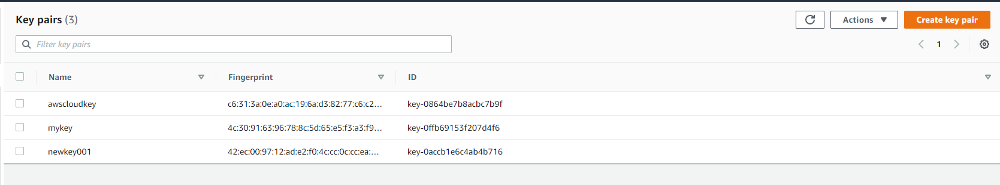 Key pairs (3)
Actions
Create key pair
Filter key pairs
1
Name Fingerprint ID
awscloudkey c6:31:3a:0e:a0:ac:19:6a:d3:82:77:c6:c2... key-0864be7b8acbc7b9f
mykey 4c:30:91:63:96:78:8c:5d:65:e5:f3:a3:f9... key-0ffb69153f207d4f6
newkey001 42:ec:00:97:12:ad:e2:f0:4c:cc:0c:cc:ea:... key-0accb1e6c4ab4b716